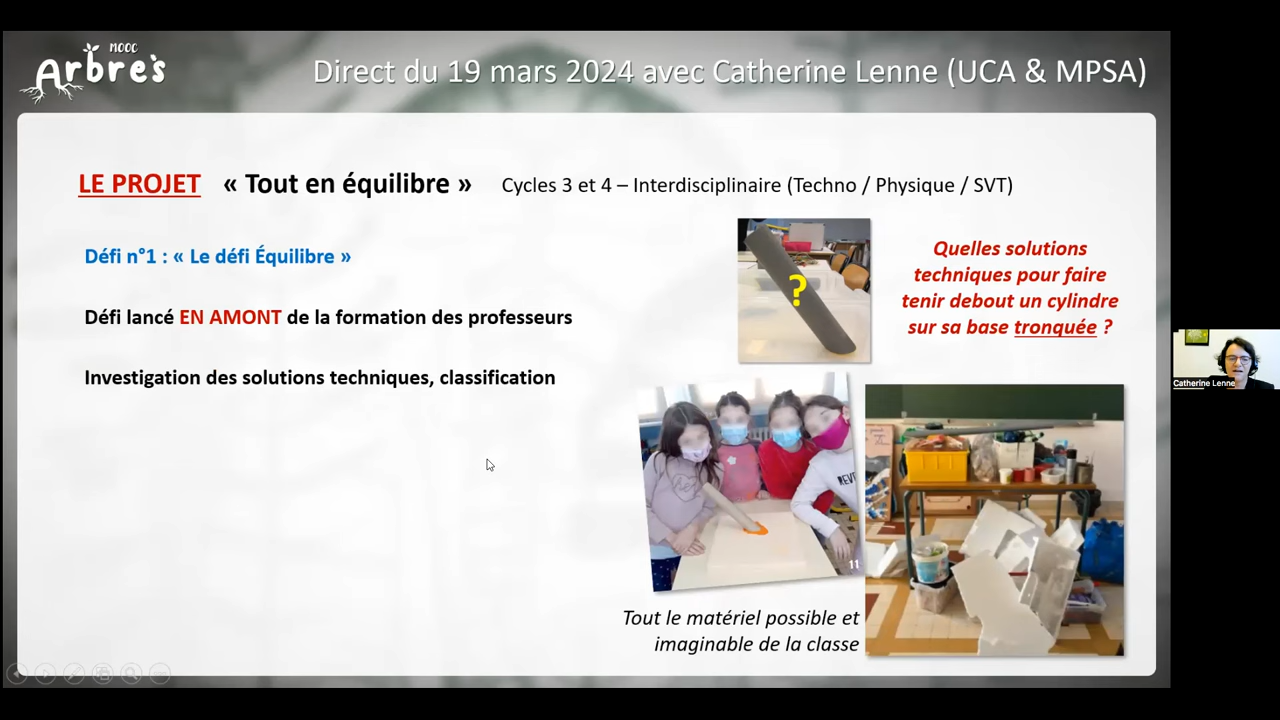 MOOC
Arbres
Direct du 19 mars 2024 avec Catherine Lenne (UCA & MPSA)
LE PROJET « Tout en équilibre » Cycles 3 et 4 – Interdisciplinaire (Techno / Physique / SVT)
Défi n°1 : « Le défi Équilibre »
Défi lancé EN AMONT de la formation des professeurs
Investigation des solutions techniques, classification
?
Quelles solutions
techniques pour faire
tenir debout un cylindre
sur sa base tronquée ?
11
Tout le matériel possible et
imaginable de la classe
Catherine Lenne